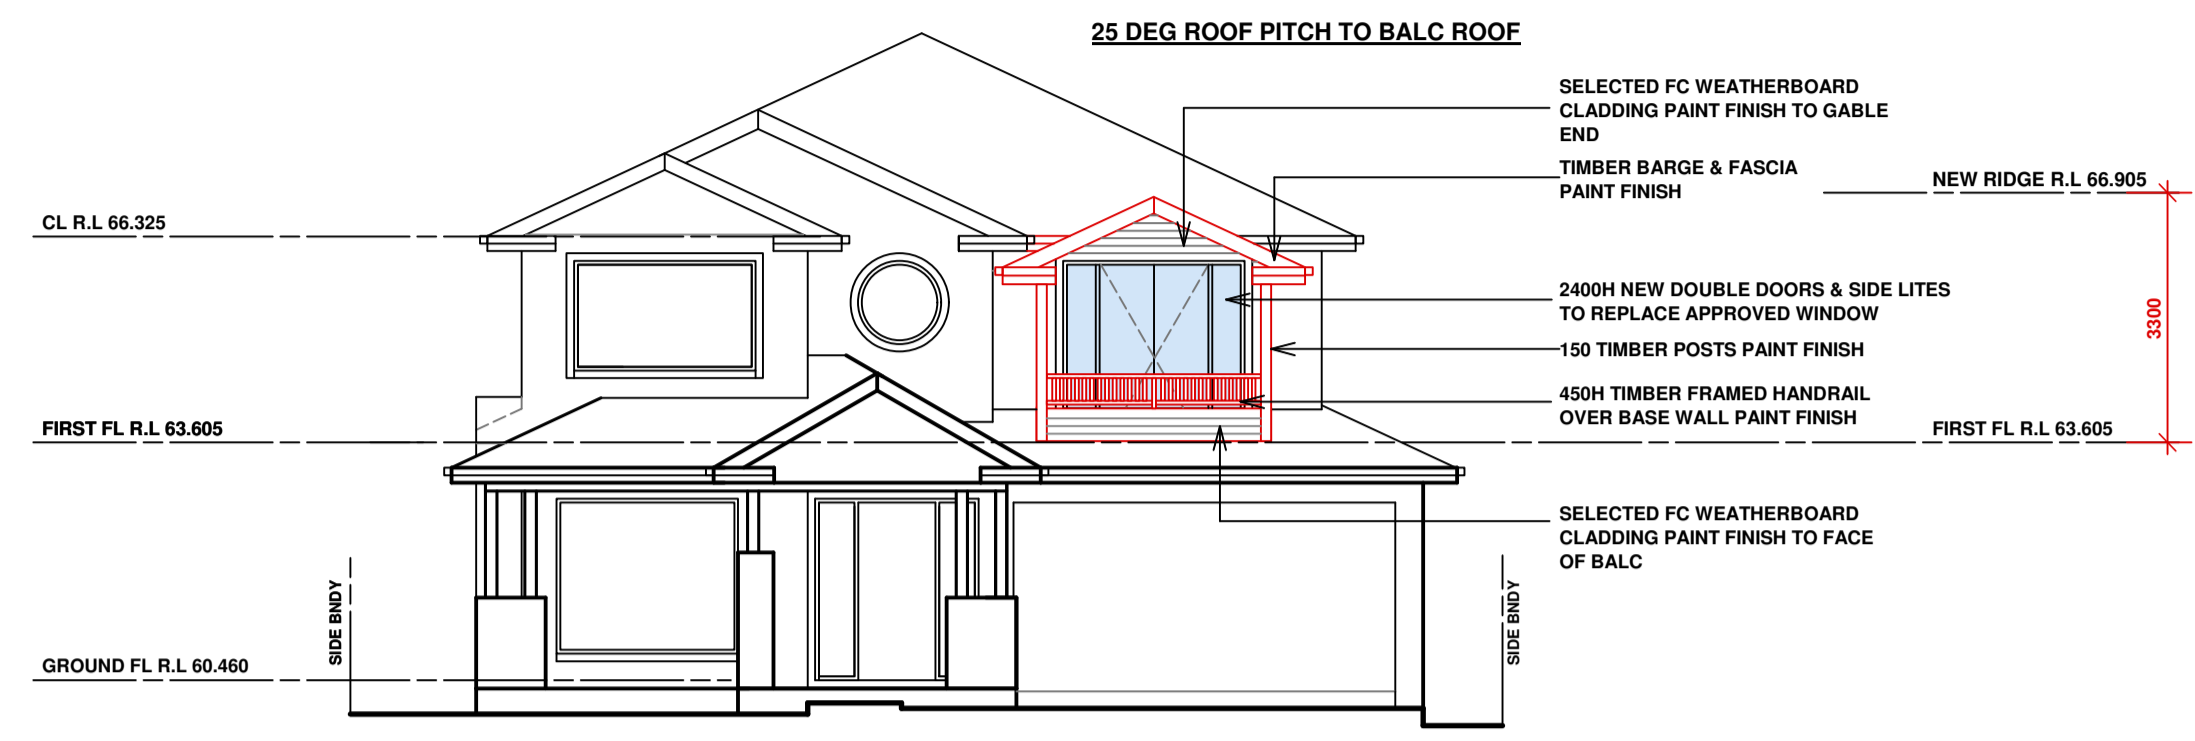 25 DEG ROOF PITCH TO BALC ROOF
SELECTED FC WEATHERBOARD
CLADDING PAINT FINISH TO GABLE
END
TIMBER BARGE & FASCIA
PAINT FINISH
NEW RIDGE R.L 66.905
CL R.L 66.325
2400H NEW DOUBLE DOORS & SIDE LITES
TO REPLACE APPROVED WINDOW
3300
150 TIMBER POSTS PAINT FINISH
450H TIMBER FRAMED HANDRAIL
OVER BASE WALL PAINT FINISH
FIRST FL R.L 63.605
FIRST FL R.L 63.605
SELECTED FC WEATHERBOARD
CLADDING PAINT FINISH TO FACE
OF BALC
SIDE BNDY
SIDE BNDY
GROUND FL R.L 60.460